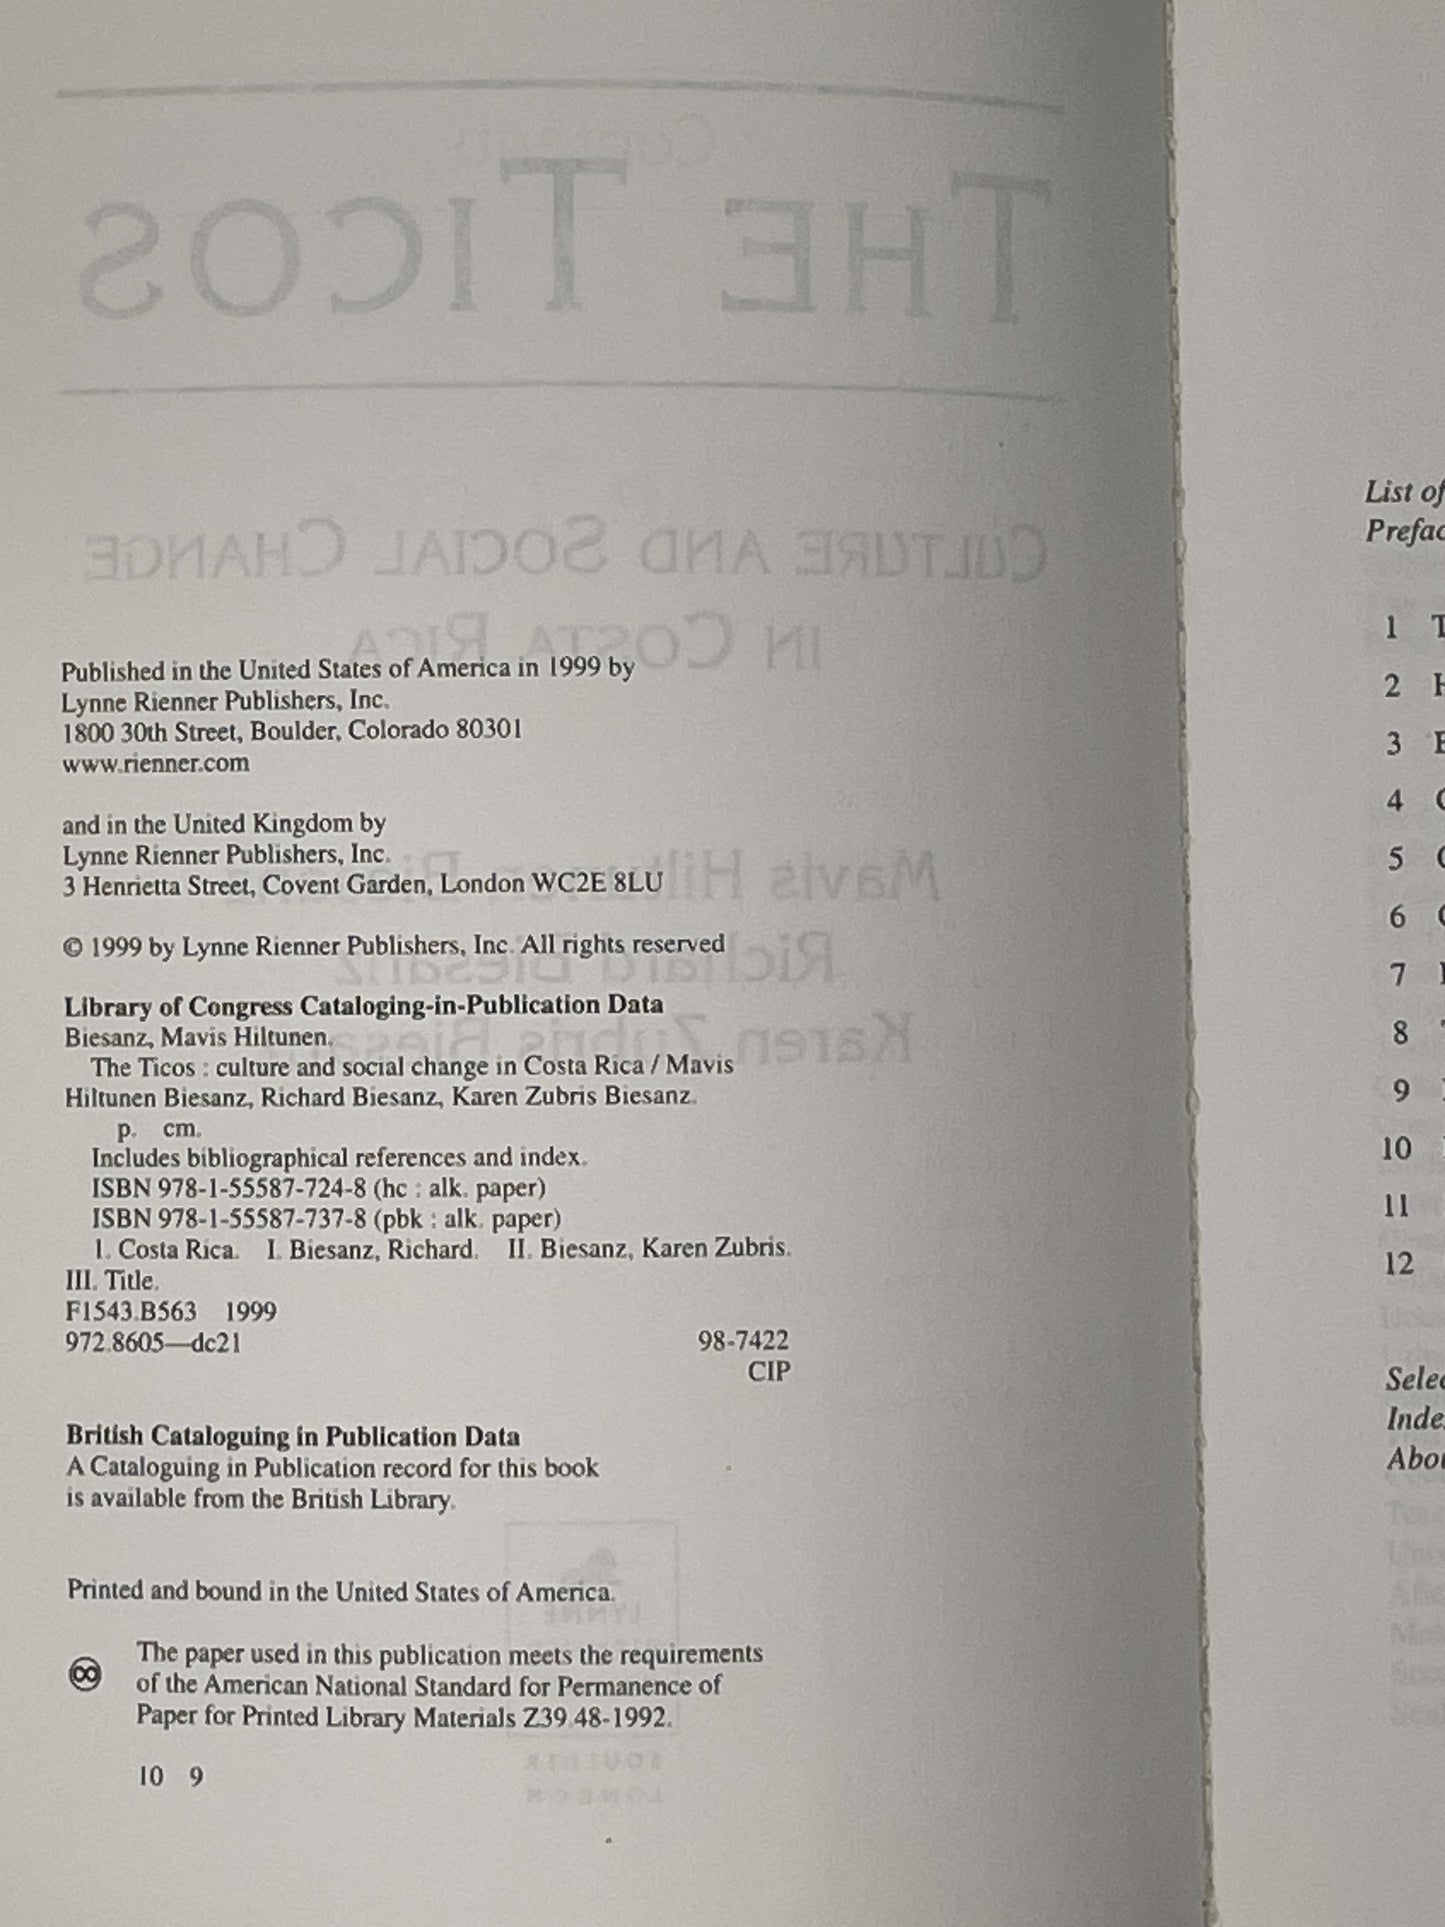 THE TICOS
CULTURE AND SOCIAL CHANGE
IN COSTA RICA
Published in the United States of America in 1999 by
Lynne Rienner Publishers, Inc.
1800 30th Street, Boulder, Colorado 80301
www.rienner.com
and in the United Kingdom by
Lynne Rienner Publishers, Inc.
3 Henrietta Street, Covent Garden, London WC2E 8LU
© 1999 by Lynne Rienner Publishers, Inc. All rights reserved
Library of Congress Cataloging-in-Publication Data
Biesanz, Mavis Hiltunen.
The Ticos : culture and social change in Costa Rica / Mavis
Hiltunen Biesanz, Richard Biesanz, Karen Zubris Biesanz.
p. cm.
Includes bibliographical references and index.
ISBN 978-1-55587-724-8 (hc : alk. paper)
ISBN 978-1-55587-737-8 (pbk : alk. paper)
1. Costa Rica. I. Biesanz, Richard. II. Biesanz, Karen Zubris.
III. Title.
F1543.B563 1999
972.8605—dc21 98-7422
CIP
British Cataloguing in Publication Data
A Cataloguing in Publication record for this book
is available from the British Library.
Printed and bound in the United States of America.
The paper used in this publication meets the requirements
of the American National Standard for Permanence of
Paper for Printed Library Materials Z39.48-1992.
10 9
List of
1
2
3
4
5
6
7
8
9
10
11
12